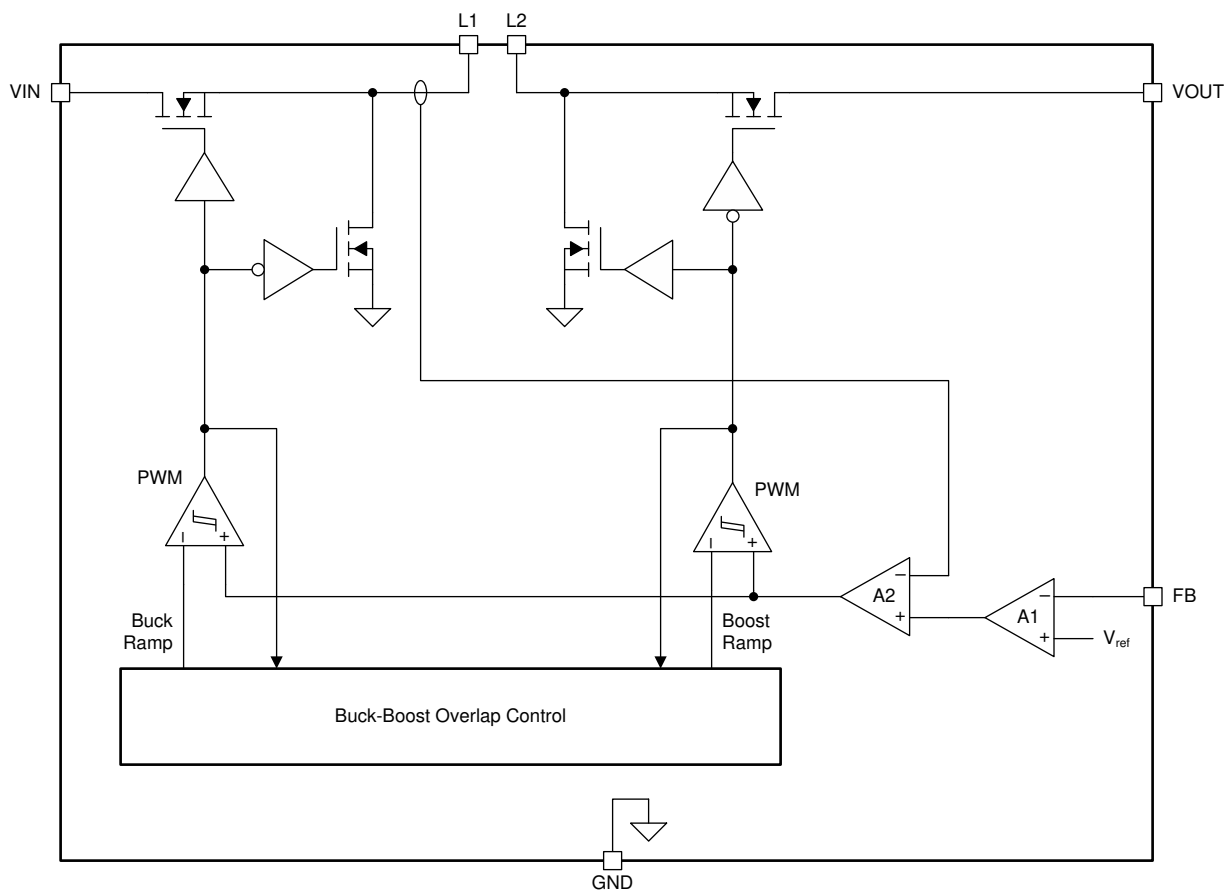 L1 L2
VIN
VOUT
PWM
PWM
− +
− +
A2
− +
A1
− +
FB
Vref
Buck
Ramp
Boost
Ramp
Buck-Boost Overlap Control
GND